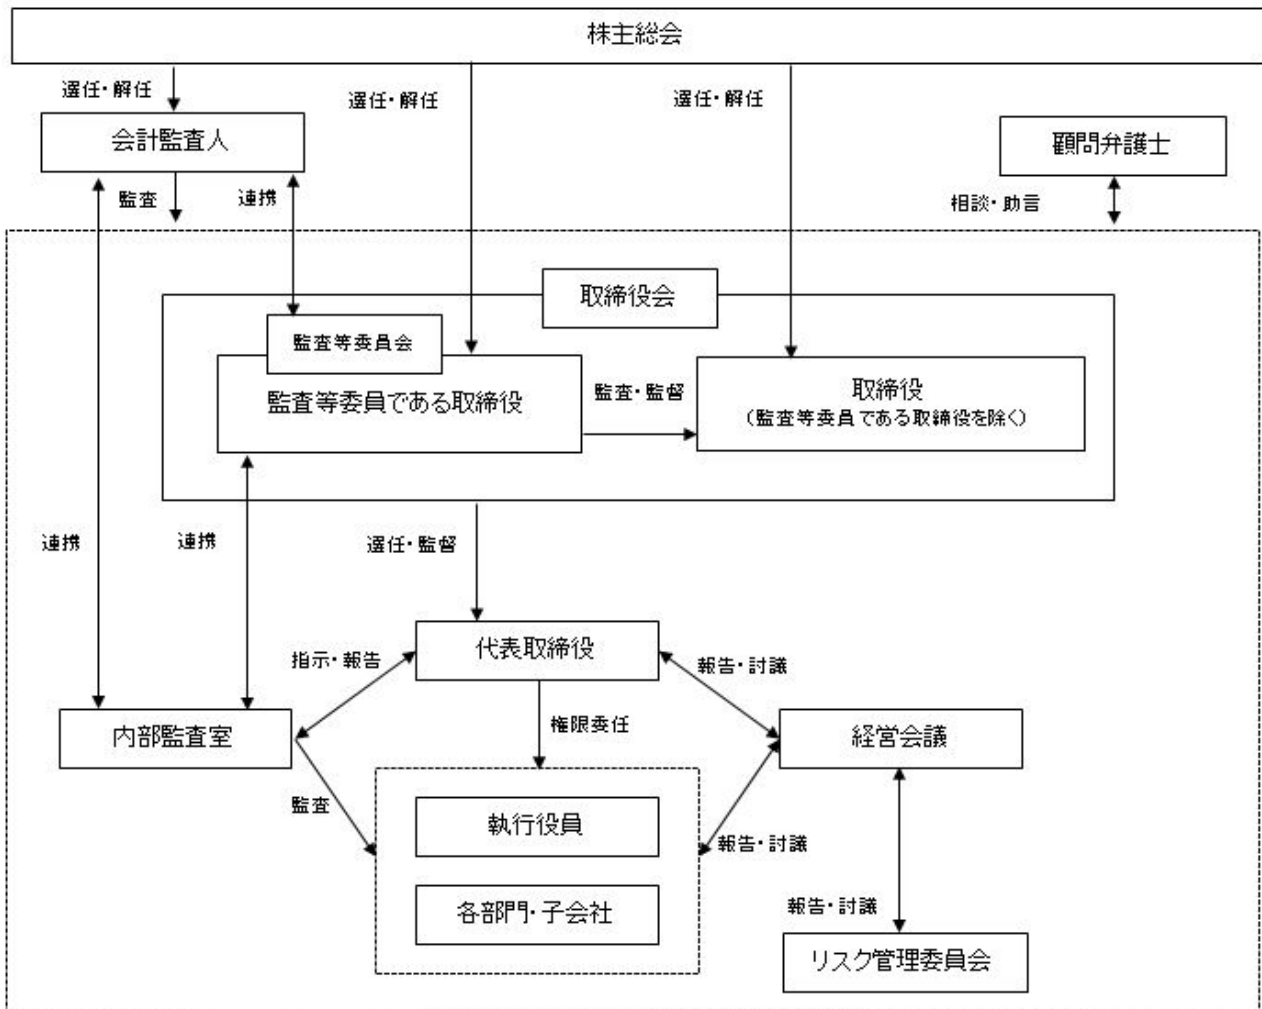 株主総会
選任・解任
選任・解任
選任・解任
会計監査人
顧問弁護士
監査
連携
相談・助言
取締役会
監査等委員会
監査等委員である取締役
監査・監督
取締役
（監査等委員である取締役を除く）
連携
連携
選任・監督
代表取締役
指示・報告
報告・討議
内部監査室
権限委任
経営会議
監査
執行役員
報告・討議
各部門・子会社
報告・討議
リスク管理委員会